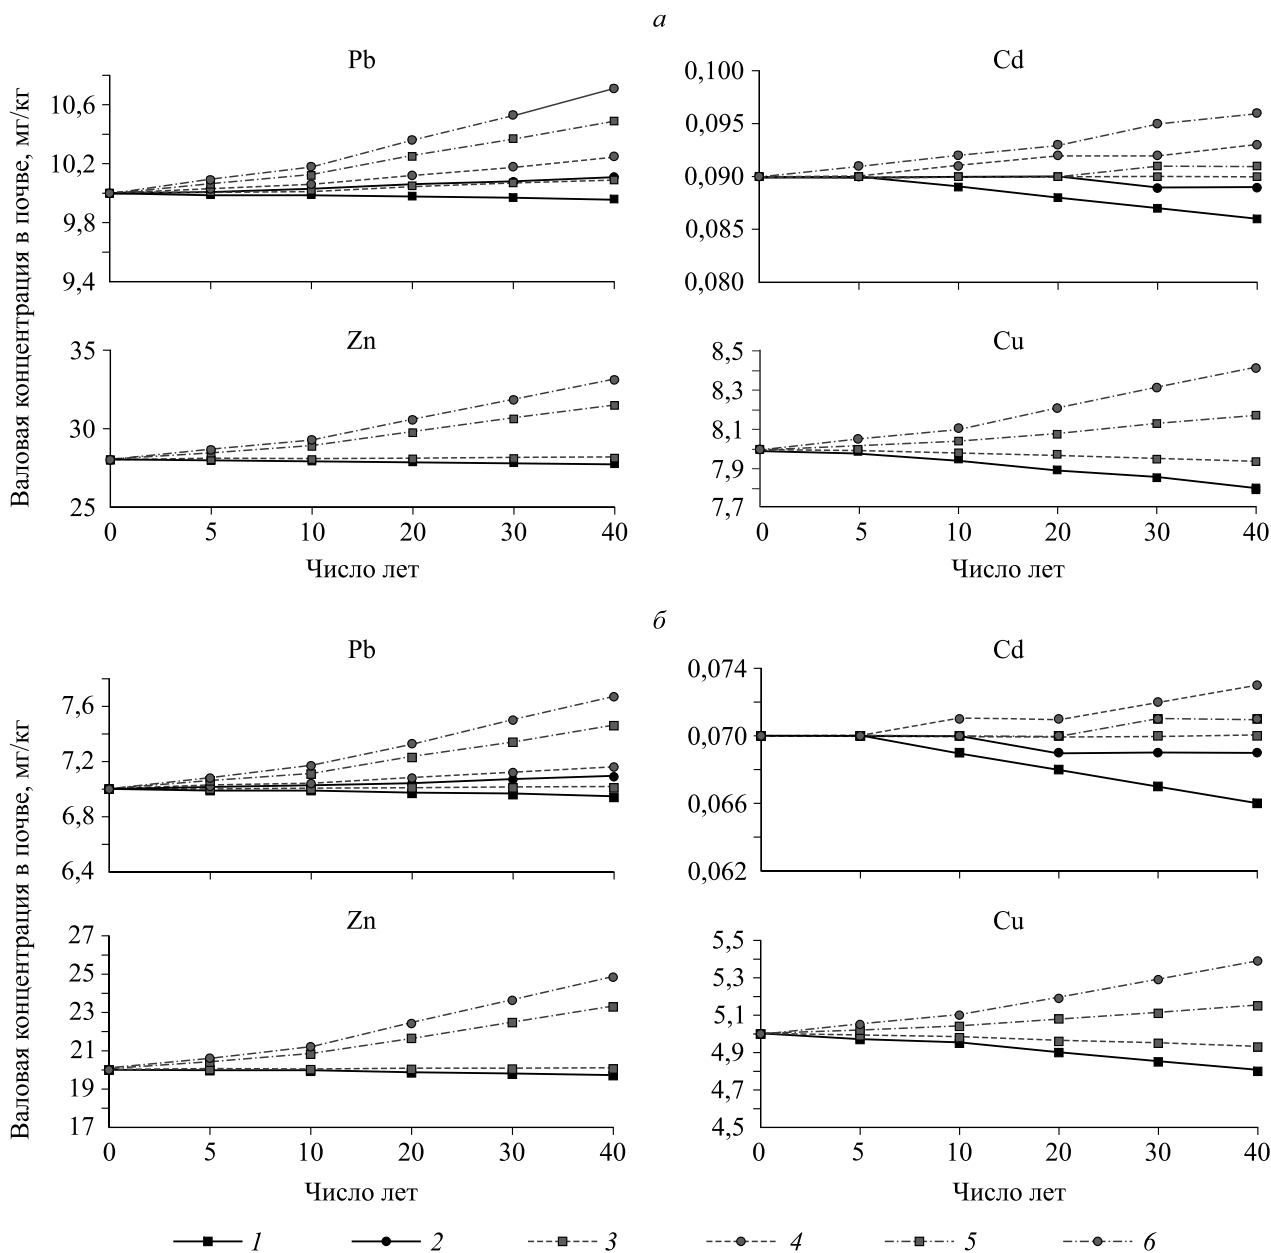 а
Pb
Cd
Валовая концентрация в почве, мг/кг
10,6
10,2
9,8
9,4
0,100
0,095
0,090
0,085
0,080
Zn
Cu
35
30
25
8,5
8,3
8,1
7,9
7,7
0 5 10 20 30 40
0 5 10 20 30 40
Число лет
Число лет
б
Pb
Cd
Валовая концентрация в почве, мг/кг
7,6
7,2
6,8
6,4
0,074
0,070
0,066
0,062
Zn
Cu
27
25
23
21
19
17
5,5
5,3
5,1
4,9
4,7
4,5
0 5 10 20 30 40
0 5 10 20 30 40
Число лет
Число лет
1 2 3 4 5 6